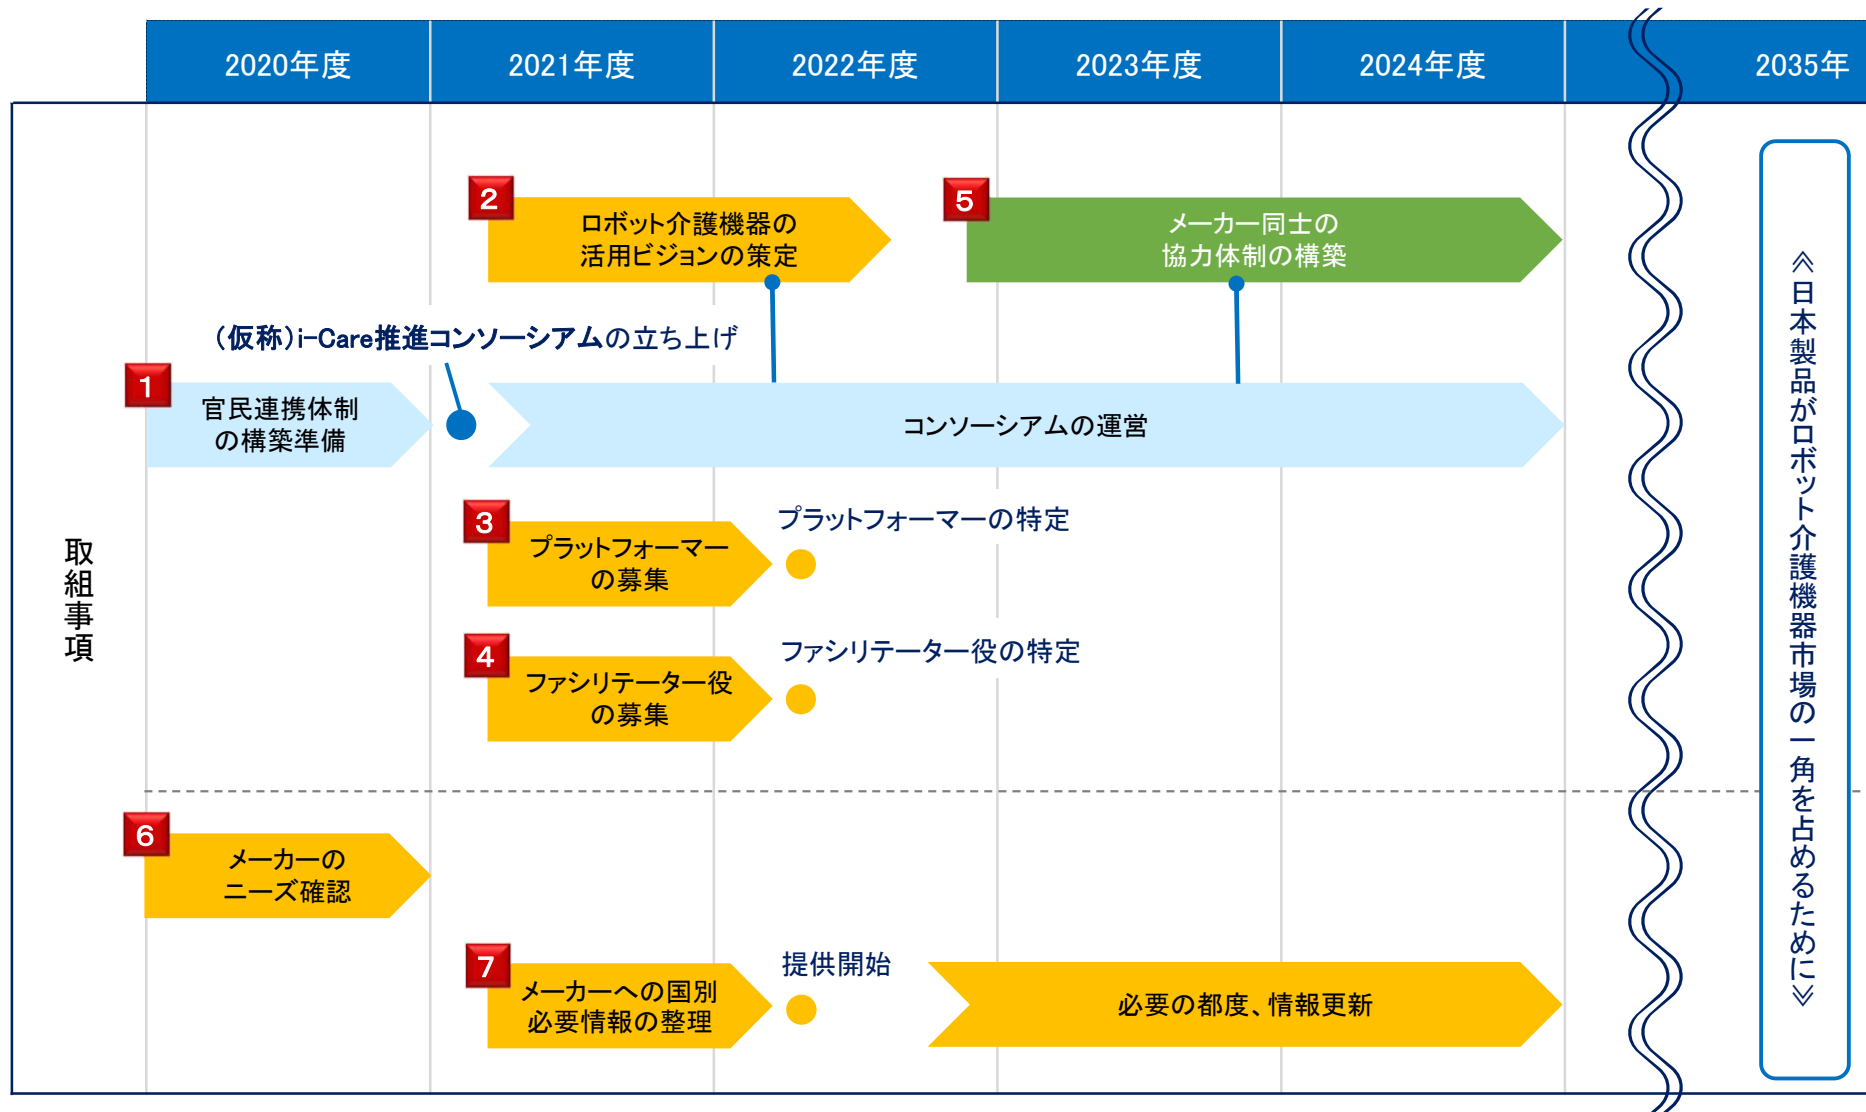 2020年度
2021年度
2022年度
2023年度
2024年度
2035年
取組事項
2
ロボット介護機器の
活用ビジョンの策定
5
メーカー同士の
協力体制の構築
（仮称）i-Care推進コンソーシアムの立ち上げ
1
官民連携体制
の構築準備
コンソーシアムの運営
3
プラットフォーマー
の募集
プラットフォーマーの特定
4
ファシリテーター役
の募集
ファシリテーター役の特定
6
メーカーの
ニーズ確認
7
メーカーへの国別
必要情報の整理
提供開始
必要の都度、情報更新
≪日本製品がロボット介護機器市場の一角を占めるために≫